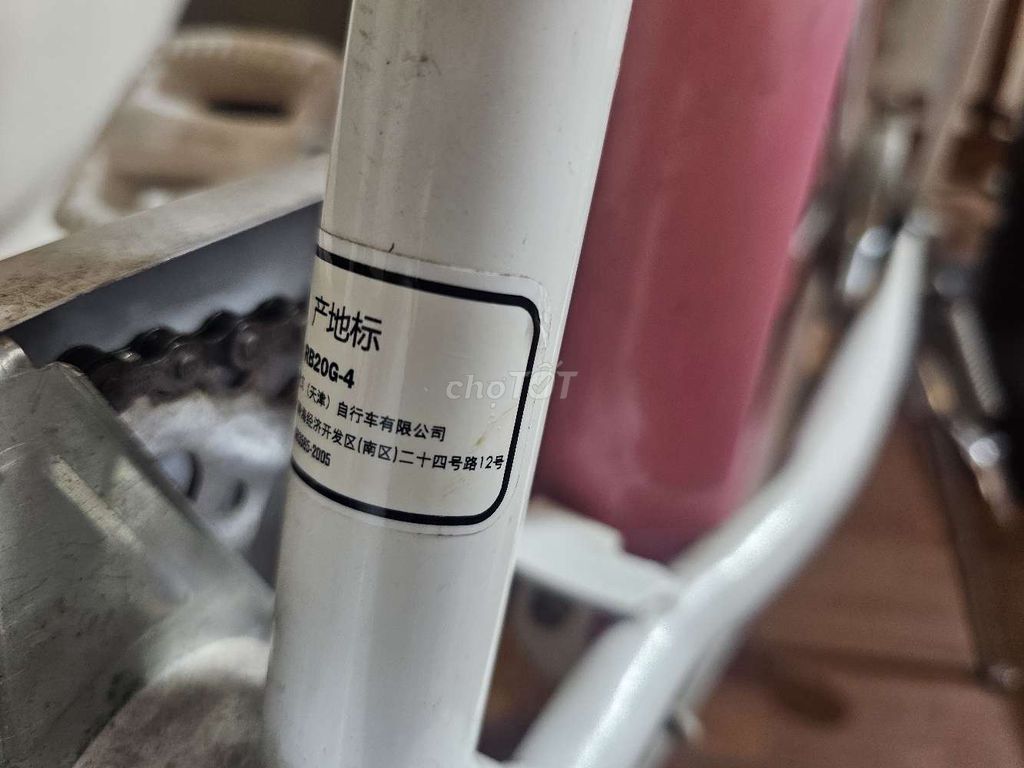 产地标
RB20G-4
(天津) 自行车有限公司
经济开发区(南区)二十四号路12号
-2005
choTOT